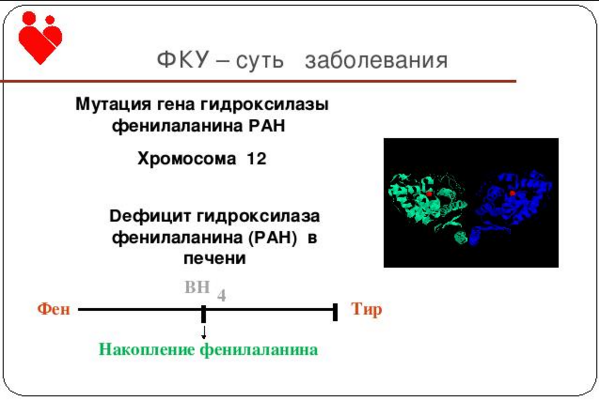 ФКУ – суть заболевания
Мутация гена гидроксилазы
фенилаланина PAH
Хромосома 12
Dефицит гидроксилаза
фенилаланина (PAH) в
печени
BH 4
Фен Тир
Накопление фенилаланина